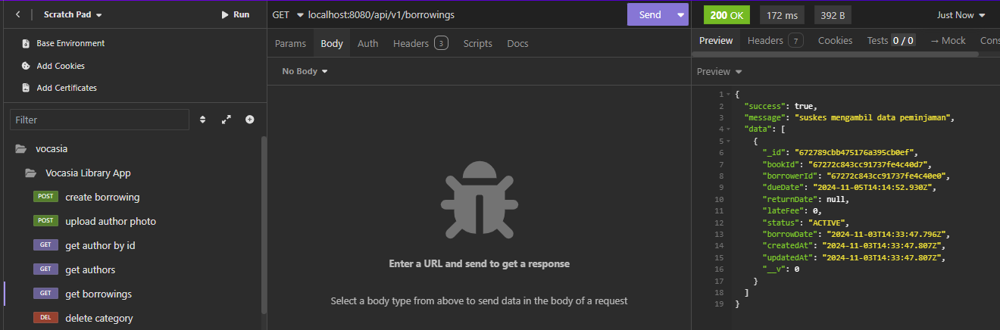 Scratch Pad
Run
Base Environment
Add Cookies
Add Certificates
Filter
vocasia
Vocasia Library App
POST create borrowing
POST upload author photo
GET get author by id
GET get authors
GET get borrowings
DEL delete category
GET localhost:8080/api/v1/borrowings
Send
Params Body Auth Headers 3 Scripts Docs
No Body
Enter a URL and send to get a response
Select a body type from above to send data in the body of a request
200 OK 172 ms 392 B Just Now
Preview Headers 7 Cookies Tests 0 / 0 → Mock Cons
Preview
1 {
2 "success": true,
3 "message": "suskes mengambil data peminjaman",
4 "data": [
5 {
6 "_id": "672789cbb475176a395cb0ef",
7 "bookId": "67272c843cc91737fe4c40d7",
8 "borrowerId": "67272c843cc91737fe4c40e0",
9 "dueDate": "2024-11-05T14:14:52.930Z",
10 "returnDate": null,
11 "lateFee": 0,
12 "status": "ACTIVE",
13 "borrowDate": "2024-11-03T14:33:47.796Z",
14 "createdAt": "2024-11-03T14:33:47.807Z",
15 "updatedAt": "2024-11-03T14:33:47.807Z",
16 "__v": 0
17 }
18 ]
19 }